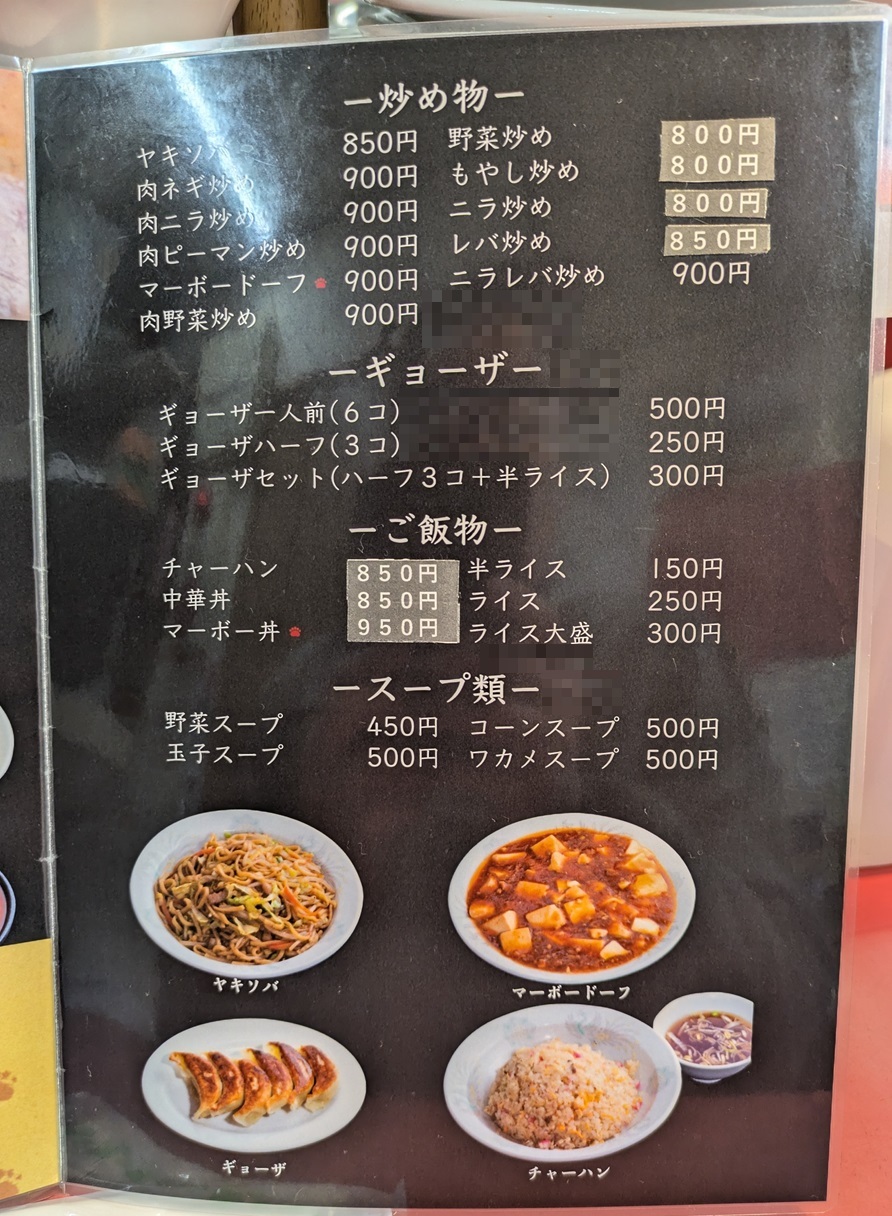 ー炒め物ー
ヤキソバ 850円 野菜炒め 800円
肉ネギ炒め 900円 もやし炒め 800円
肉ニラ炒め 900円 ニラ炒め 800円
肉ピーマン炒め 900円 レバ炒め 850円
マーボードーフ 900円 ニラレバ炒め 900円
肉野菜炒め 900円
ーギョーザー
ギョーザ一人前(6コ) 500円
ギョーザハーフ(3コ) 250円
ギョーザセット(ハーフ3コ+半ライス) 300円
ーご飯物ー
チャーハン 850円 半ライス 150円
中華丼 850円 ライス 250円
マーボー丼 950円 ライス大盛 300円
ースープ類ー
野菜スープ 450円 コーンスープ 500円
玉子スープ 500円 ワカメスープ 500円
ヤキソバ
マーボードーフ
ギョーザ
チャーハン